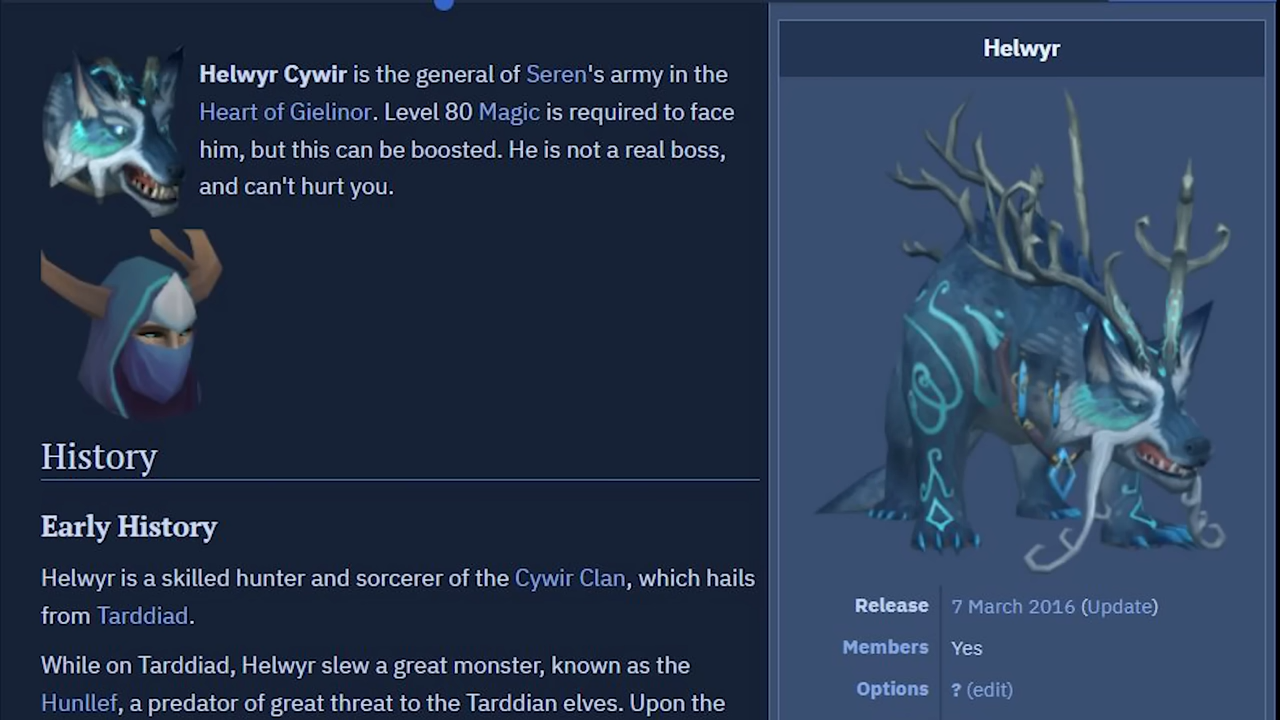 Helwyr Cywir is the general of Seren's army in the
Heart of Gielinor. Level 80 Magic is required to face
him, but this can be boosted. He is not a real boss,
and can't hurt you.
History
Early History
Helwyr is a skilled hunter and sorcerer of the Cywir Clan, which hails
from Tarddiad.
While on Tarddiad, Helwyr slew a great monster, known as the
Hunllef, a predator of great threat to the Tarddian elves. Upon the
Helwyr
Release 7 March 2016 (Update)
Members Yes
Options ? (edit)